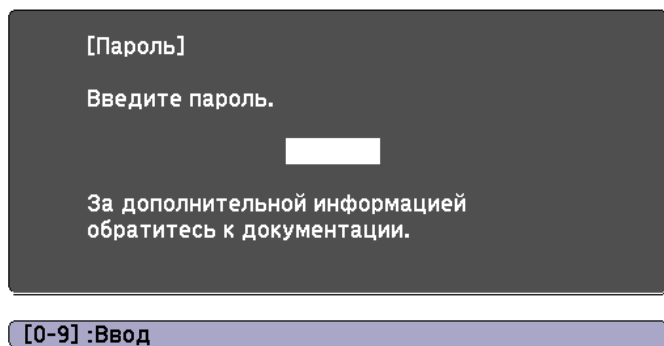 [Пароль]
Введите пароль.
За дополнительной информацией
обратитесь к документации.
[0-9] :Ввод